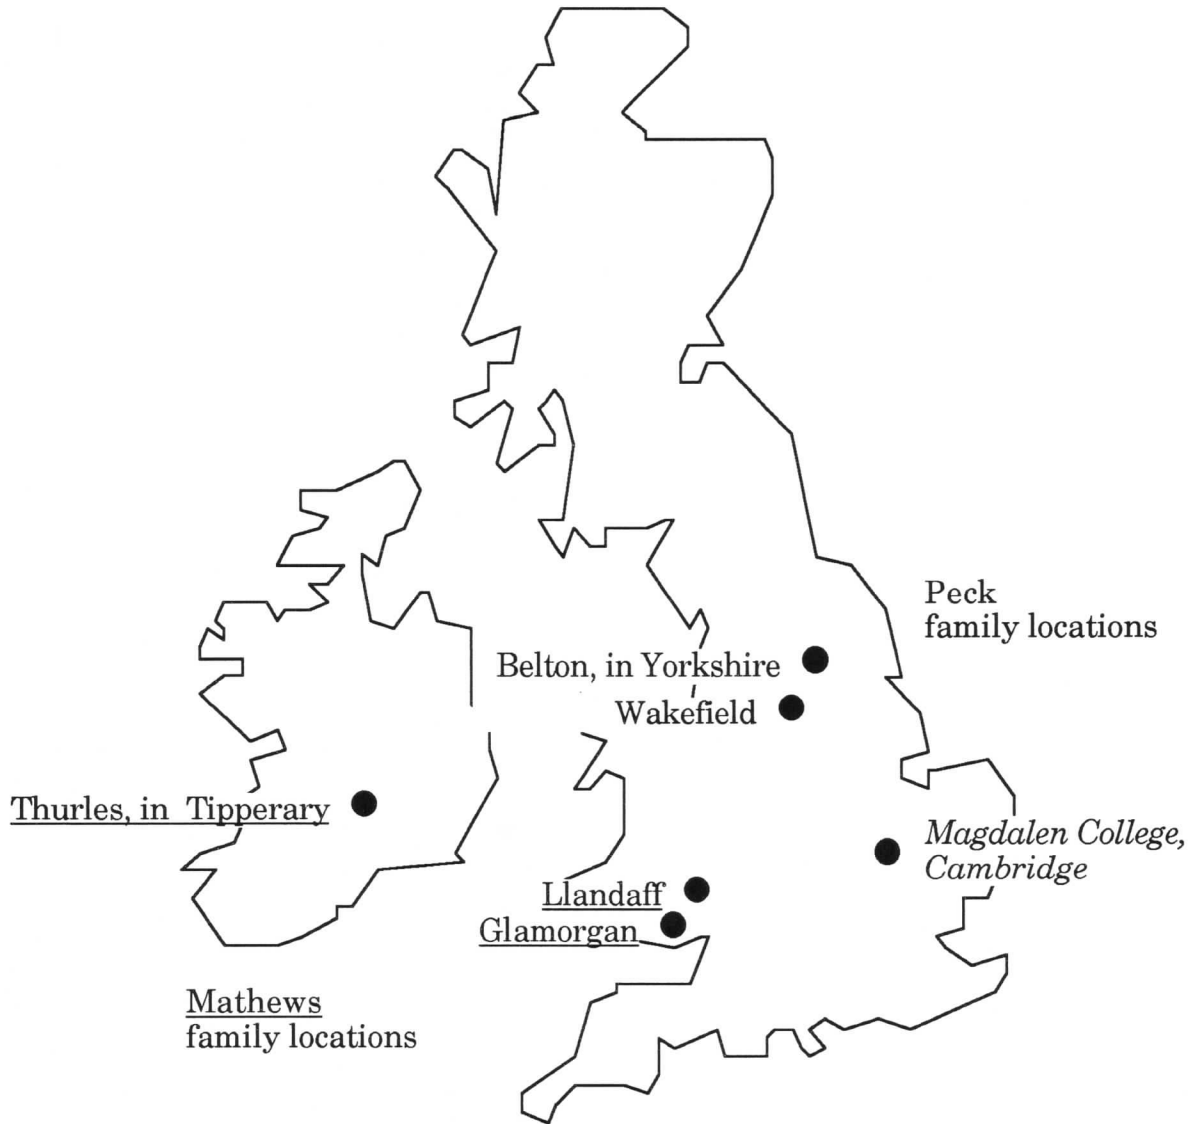 Peck
family locations
Belton, in Yorkshire
Wakefield
Thurles, in Tipperary
Magdalen College,
Cambridge
Llandaff
Glamorgan
Mathews
family locations